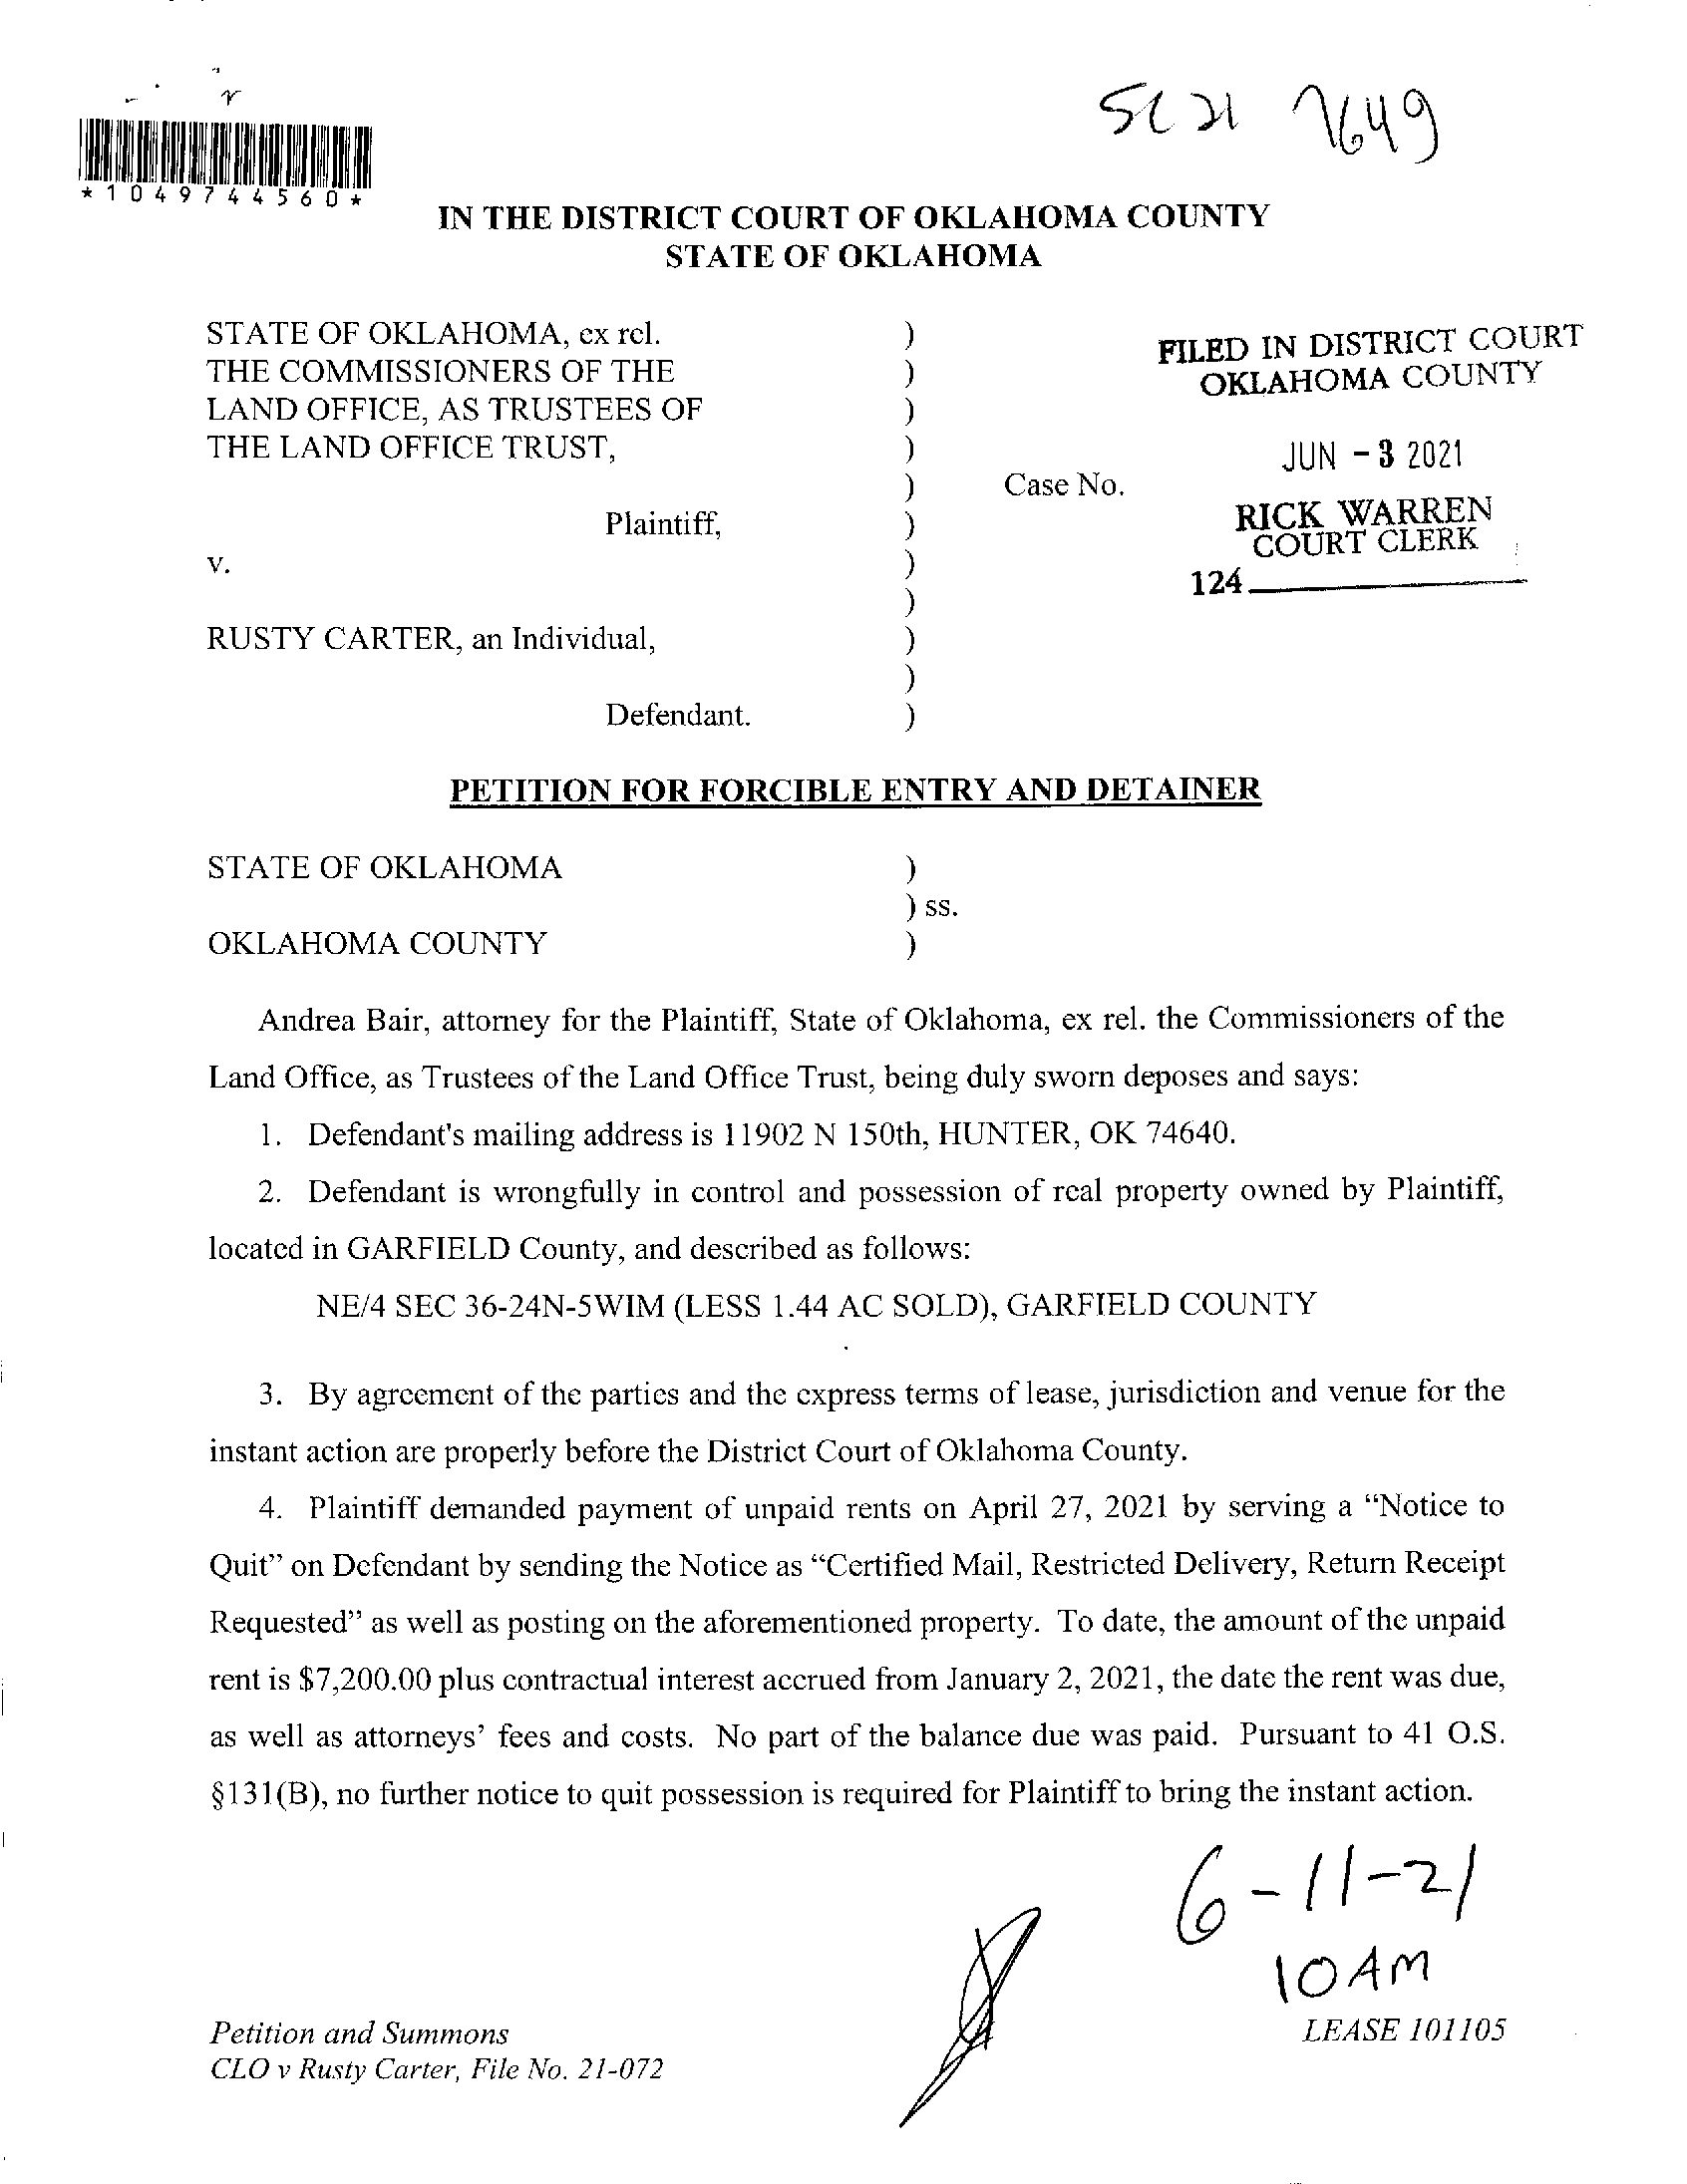 SC 21 7649
*1049744560*
IN THE DISTRICT COURT OF OKLAHOMA COUNTY
STATE OF OKLAHOMA
STATE OF OKLAHOMA, ex rel. )
THE COMMISSIONERS OF THE )
LAND OFFICE, AS TRUSTEES OF )
THE LAND OFFICE TRUST, )
)
Plaintiff, )
v. )
)
RUSTY CARTER, an Individual, )
)
Defendant. )
Case No.
FILED IN DISTRICT COURT
OKLAHOMA COUNTY
JUN - 3 2021
RICK WARREN
COURT CLERK
124
PETITION FOR FORCIBLE ENTRY AND DETAINER
STATE OF OKLAHOMA )
) ss.
OKLAHOMA COUNTY )
Andrea Bair, attorney for the Plaintiff, State of Oklahoma, ex rel. the Commissioners of the
Land Office, as Trustees of the Land Office Trust, being duly sworn deposes and says:
1. Defendant's mailing address is 11902 N 150th, HUNTER, OK 74640.
2. Defendant is wrongfully in control and possession of real property owned by Plaintiff,
located in GARFIELD County, and described as follows:
NE/4 SEC 36-24N-5WIM (LESS 1.44 AC SOLD), GARFIELD COUNTY
3. By agreement of the parties and the express terms of lease, jurisdiction and venue for the
instant action are properly before the District Court of Oklahoma County.
4. Plaintiff demanded payment of unpaid rents on April 27, 2021 by serving a “Notice to
Quit” on Defendant by sending the Notice as “Certified Mail, Restricted Delivery, Return Receipt
Requested” as well as posting on the aforementioned property. To date, the amount of the unpaid
rent is $7,200.00 plus contractual interest accrued from January 2, 2021, the date the rent was due,
as well as attorneys’ fees and costs. No part of the balance due was paid. Pursuant to 41 O.S.
§131(B), no further notice to quit possession is required for Plaintiff to bring the instant action.
6-11-21
10 AM
Petition and Summons
CLO v Rusty Carter, File No. 21-072
LEASE 101105